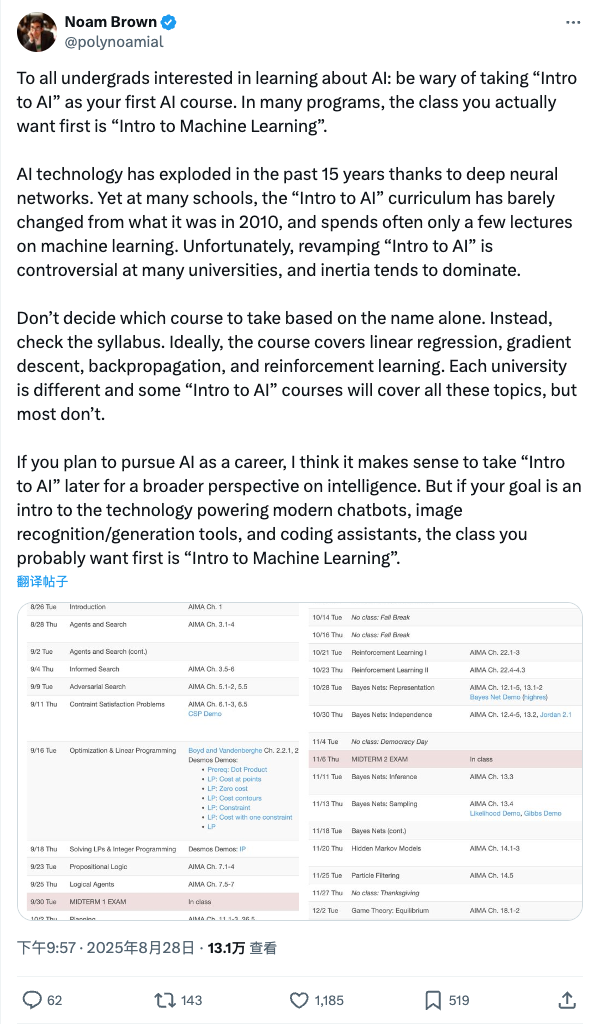 Noam Brown
@polynoamial
To all undergrads interested in learning about AI: be wary of taking “Intro
to AI” as your first AI course. In many programs, the class you actually
want first is “Intro to Machine Learning”.
AI technology has exploded in the past 15 years thanks to deep neural
networks. Yet at many schools, the “Intro to AI” curriculum has barely
changed from what it was in 2010, and spends often only a few lectures
on machine learning. Unfortunately, revamping “Intro to AI” is
controversial at many universities, and inertia tends to dominate.
Don’t decide which course to take based on the name alone. Instead,
check the syllabus. Ideally, the course covers linear regression, gradient
descent, backpropagation, and reinforcement learning. Each university
is different and some “Intro to AI” courses will cover all these topics, but
most don’t.
If you plan to pursue AI as a career, I think it makes sense to take “Intro
to AI” later for a broader perspective on intelligence. But if your goal is an
intro to the technology powering modern chatbots, image
recognition/generation tools, and coding assistants, the class you
probably want first is “Intro to Machine Learning”.
翻译帖子
8/26 Tue Introduction AIMA Ch. 1
8/28 Thu Agents and Search AIMA Ch. 3.1-4
9/2 Tue Agents and Search (cont.)
9/4 Thu Informed Search AIMA Ch. 3.5-6
9/9 Tue Adversarial Search AIMA Ch. 5.1-2, 5.5
9/11 Thu Contraint Satisfaction Problems AIMA Ch. 6.1-3, 6.5
CSP Demo
9/16 Tue Optimization & Linear Programming Boyd and Vandenberghe Ch. 2.2.1, 2
Desmos Demos:
• Prereq: Dot Product
• LP: Cost at points
• LP: Zero cost
• LP: Cost contours
• LP: Constraint
• LP: Cost with one constraint
• LP
9/18 Thu Solving LPs & Integer Programming Desmos Demos: IP
9/23 Tue Propositional Logic AIMA Ch. 7.1-4
9/25 Thu Logical Agents AIMA Ch. 7.5-7
9/30 Tue MIDTERM 1 EXAM In class
10/2 Thu Planning AIMA Ch. 11.1-3, 26.5
10/14 Tue No class: Fall Break
10/16 Thu No class: Fall Break
10/21 Tue Reinforcement Learning I AIMA Ch. 22.1-3
10/23 Thu Reinforcement Learning II AIMA Ch. 22.4-4.3
10/28 Tue Bayes Nets: Representation AIMA Ch. 12.1-5, 13.1-2
Bayes Net Demo (highres)
10/30 Thu Bayes Nets: Independence AIMA Ch. 12.4-5, 13.2, Jordan 2.1
11/4 Tue No class: Democracy Day
11/6 Thu MIDTERM 2 EXAM In class
11/11 Tue Bayes Nets: Inference AIMA Ch. 13.3
11/13 Thu Bayes Nets: Sampling AIMA Ch. 13.4
Likelihood Demo, Gibbs Demo
11/18 Tue Bayes Nets (cont.)
11/20 Thu Hidden Markov Models AIMA Ch. 14.1-3
11/25 Tue Particle Filtering AIMA Ch. 14.5
11/27 Thu No class: Thanksgiving
12/2 Tue Game Theory: Equilibrium AIMA Ch. 18.1-2
下午9:57 · 2025年8月28日 · 13.1万 查看
62 143 1,185 519